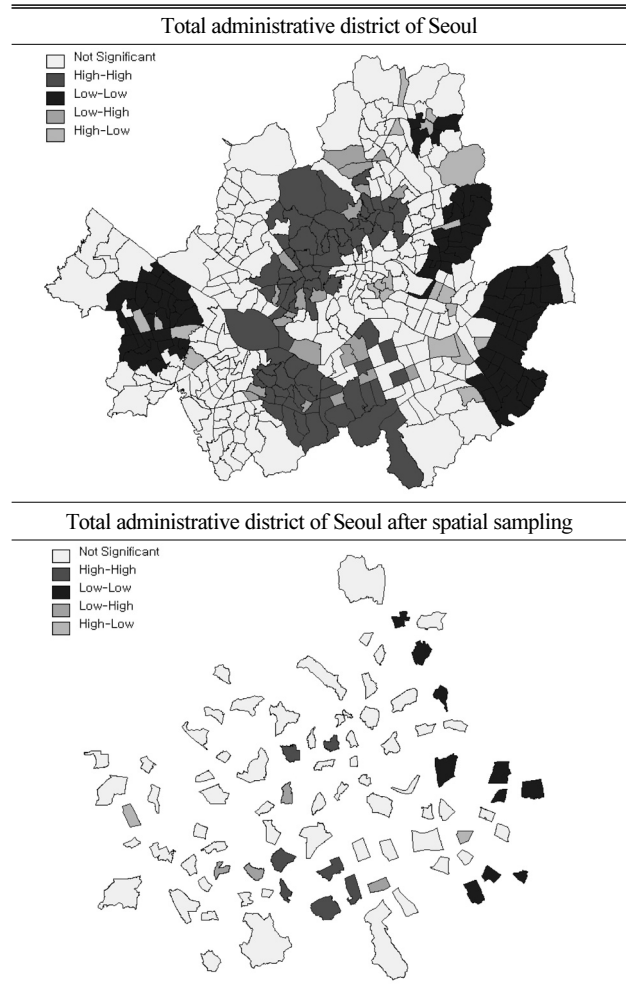 Total administrative district of Seoul
Not Significant
High-High
Low-Low
Low-High
High-Low
Total administrative district of Seoul after spatial sampling
Not Significant
High-High
Low-Low
Low-High
High-Low